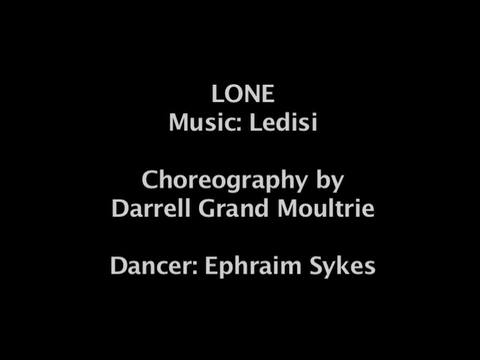 LONE
Music: Ledisi
Choreography by
Darrell Grand Moultrie
Dancer: Ephraim Sykes